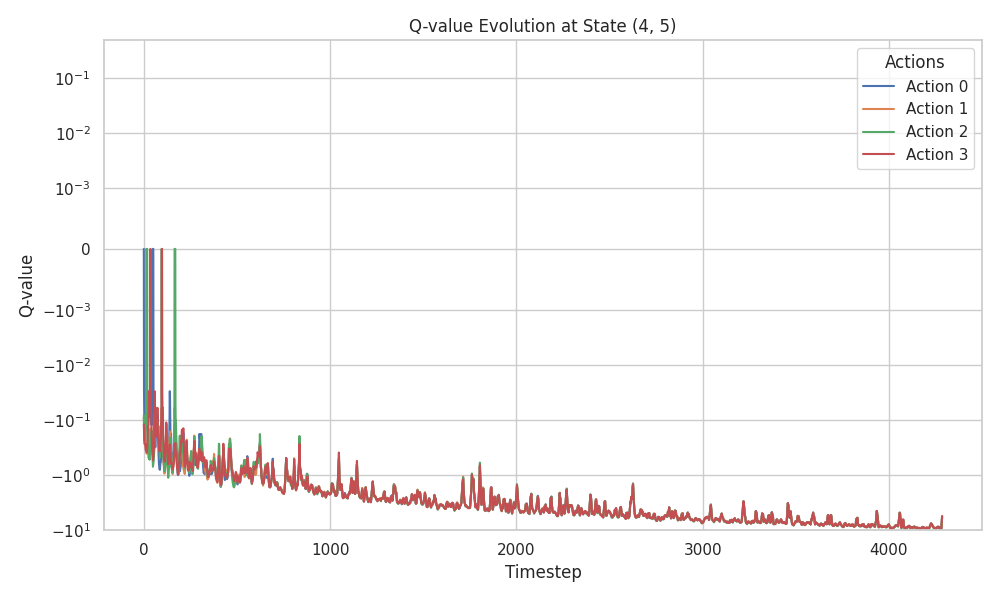 Q-value Evolution at State (4, 5)
Q-value
10⁻¹
10⁻²
10⁻³
0
−10⁻³
−10⁻²
−10⁻¹
−10⁰
−10¹
Actions
Action 0
Action 1
Action 2
Action 3
0 1000 2000 3000 4000
Timestep